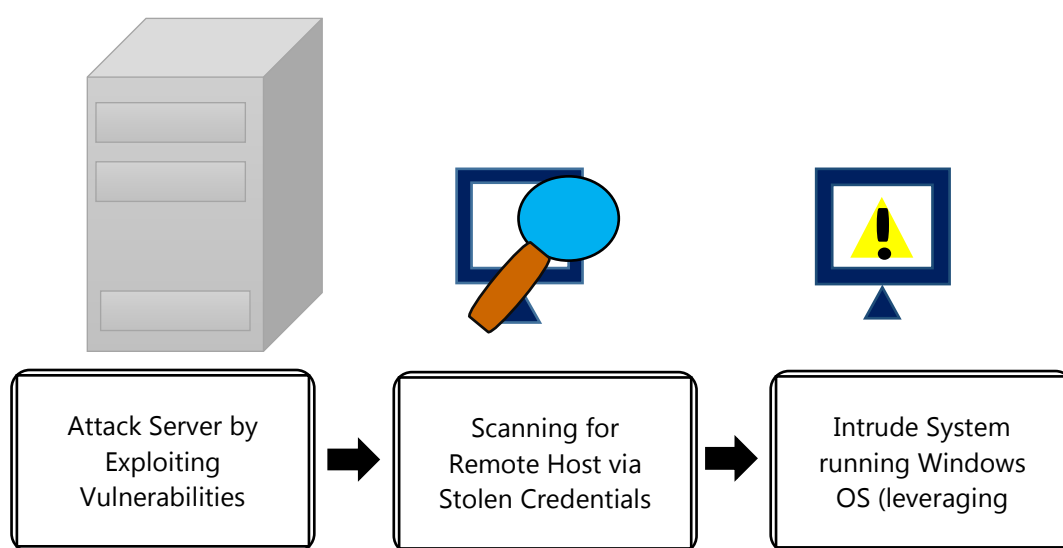 Attack Server by
Exploiting
Vulnerabilities
Scanning for
Remote Host via
Stolen Credentials
Intrude System
running Windows
OS (leveraging